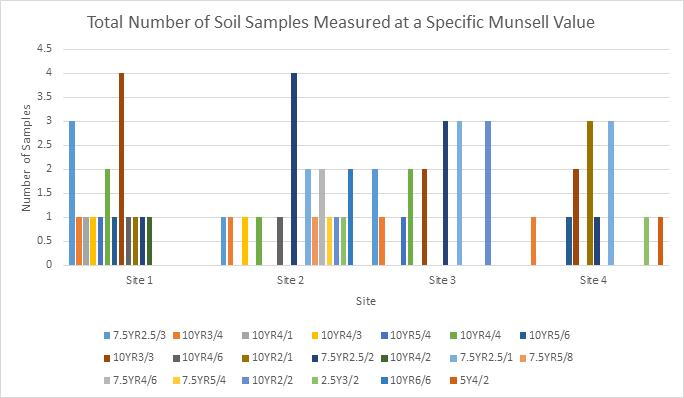 Total Number of Soil Samples Measured at a Specific Munsell Value
4.5
4
3.5
3
2.5
2
1.5
1
0.5
0
Number of Samples
Site 1 Site 2 Site 3 Site 4
Site
7.5YR2.5/3 10YR3/4 10YR4/1 10YR4/3 10YR5/4 10YR4/4 10YR5/6
10YR3/3 10YR4/6 10YR2/1 7.5YR2.5/2 10YR4/2 7.5YR2.5/1 7.5YR5/8
7.5YR4/6 7.5YR5/4 10YR2/2 2.5Y3/2 10YR6/6 5Y4/2